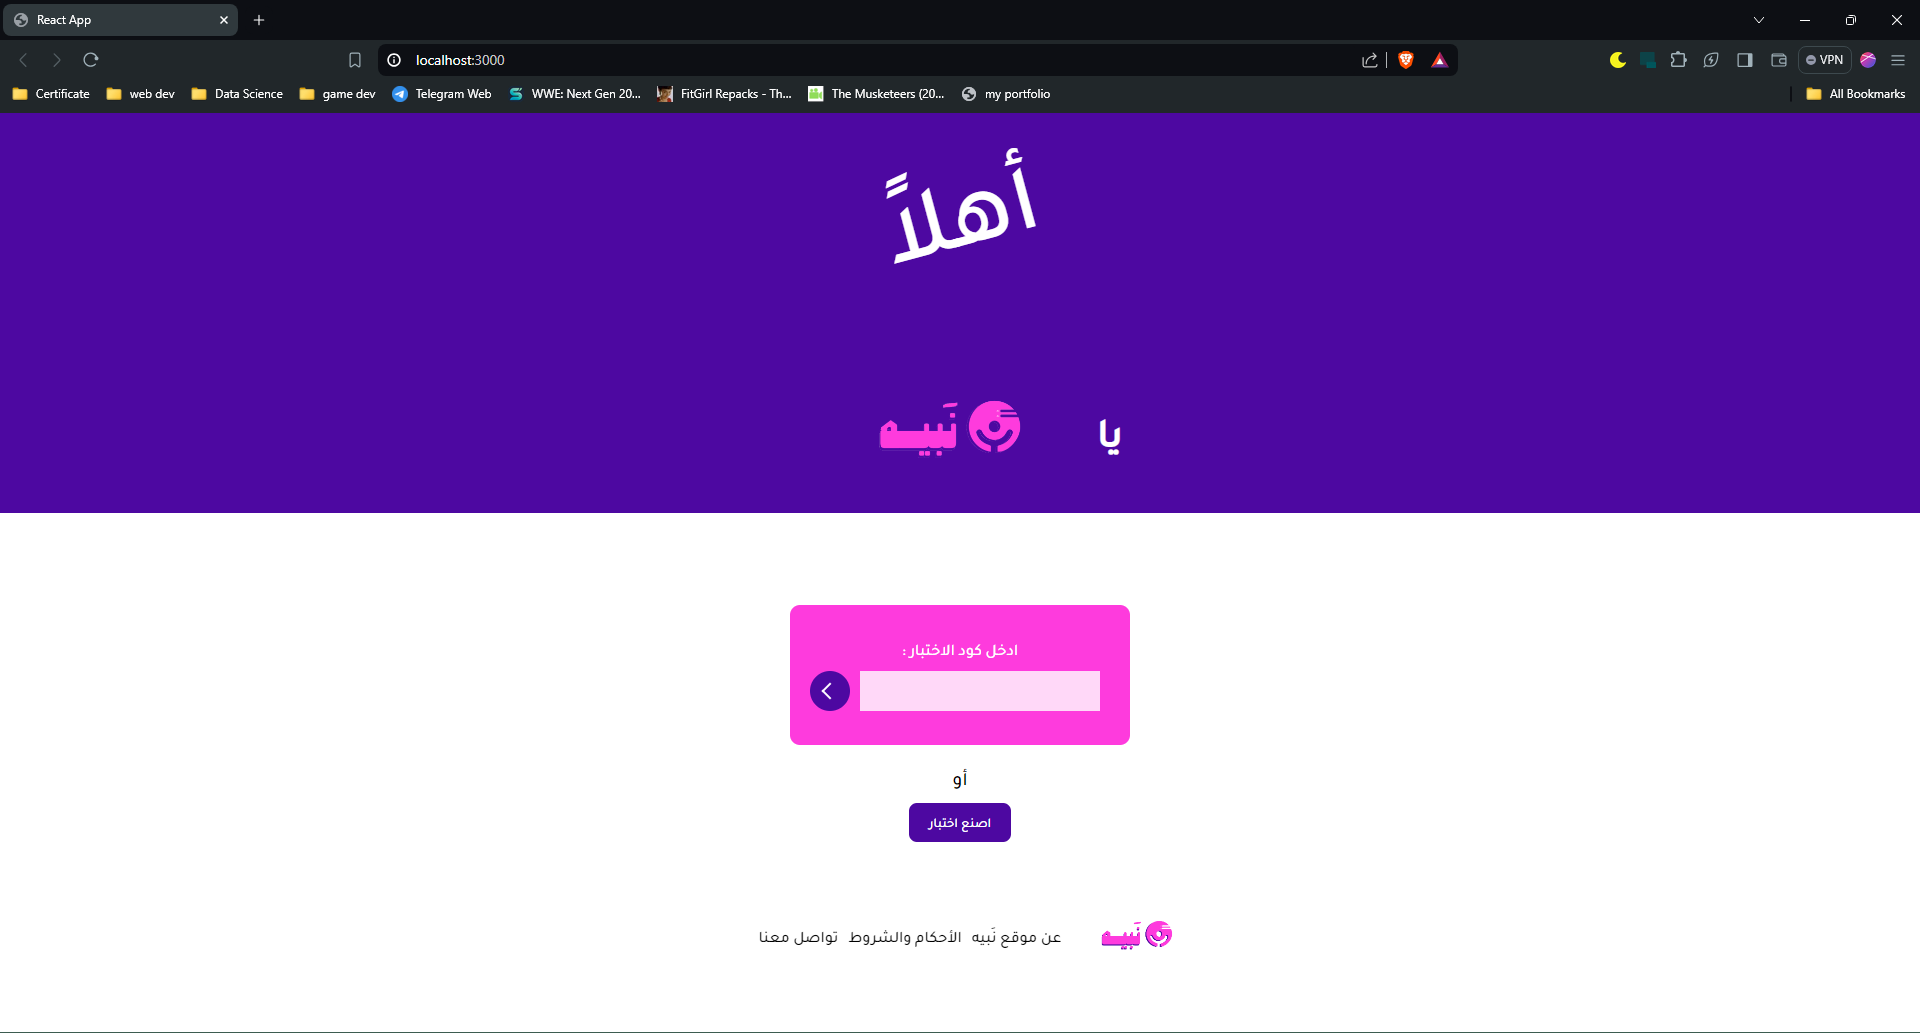 React App
localhost:3000
VPN
Certificate
web dev
Data Science
game dev
Telegram Web
WWE: Next Gen 20...
FitGirl Repacks - Th...
The Musketeers (20...
my portfolio
All Bookmarks
أهلاً
يا
نَبيه
ادخل كود الاختبار :
أو
اصنع اختبار
نَبيه
عن موقع نَبيه
الأحكام والشروط
تواصل معنا